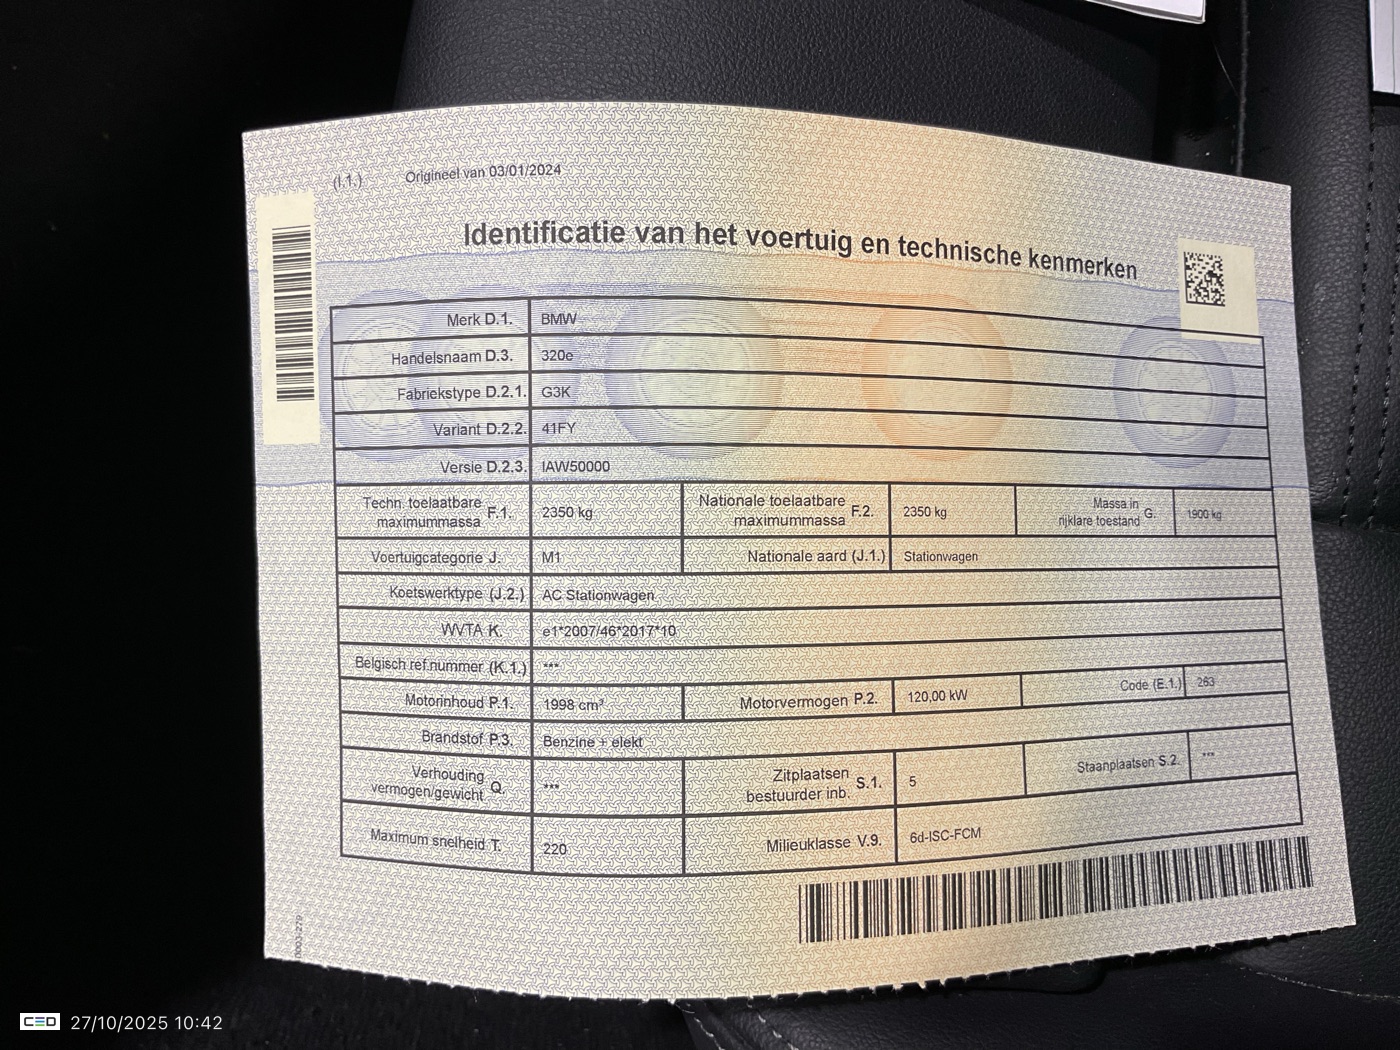 (I.1.) Origineel van 03/01/2024
Identificatie van het voertuig en technische kenmerken
Merk D.1. BMW
Handelsnaam D.3. 320e
Fabriekstype D.2.1. G3K
Variant D.2.2. 41FY
Versie D.2.3. IAW50000
Techn. toelaatbare maximummassa F.1. 2350 kg Nationale toelaatbare maximummassa F.2. 2350 kg Massa in rijklare toestand G. 1900 kg
Voertuigcategorie J. M1 Nationale aard (J.1.) Stationwagen
Koetswerktype (J.2.) AC Stationwagen
WVTA K. e1*2007/46*2017*10
Belgisch ref.nummer (K.1.) ***
Motorinhoud P.1. 1998 cm³ Motorvermogen P.2. 120,00 kW Code (E.1.) 263
Brandstof P.3. Benzine + elekt
Verhouding vermogen/gewicht Q. *** Zitplaatsen bestuurder inb. S.1. 5 Staanplaatsen S.2. ***
Maximum snelheid T. 220 Milieuklasse V.9. 6d-ISC-FCM
CED 27/10/2025 10:42